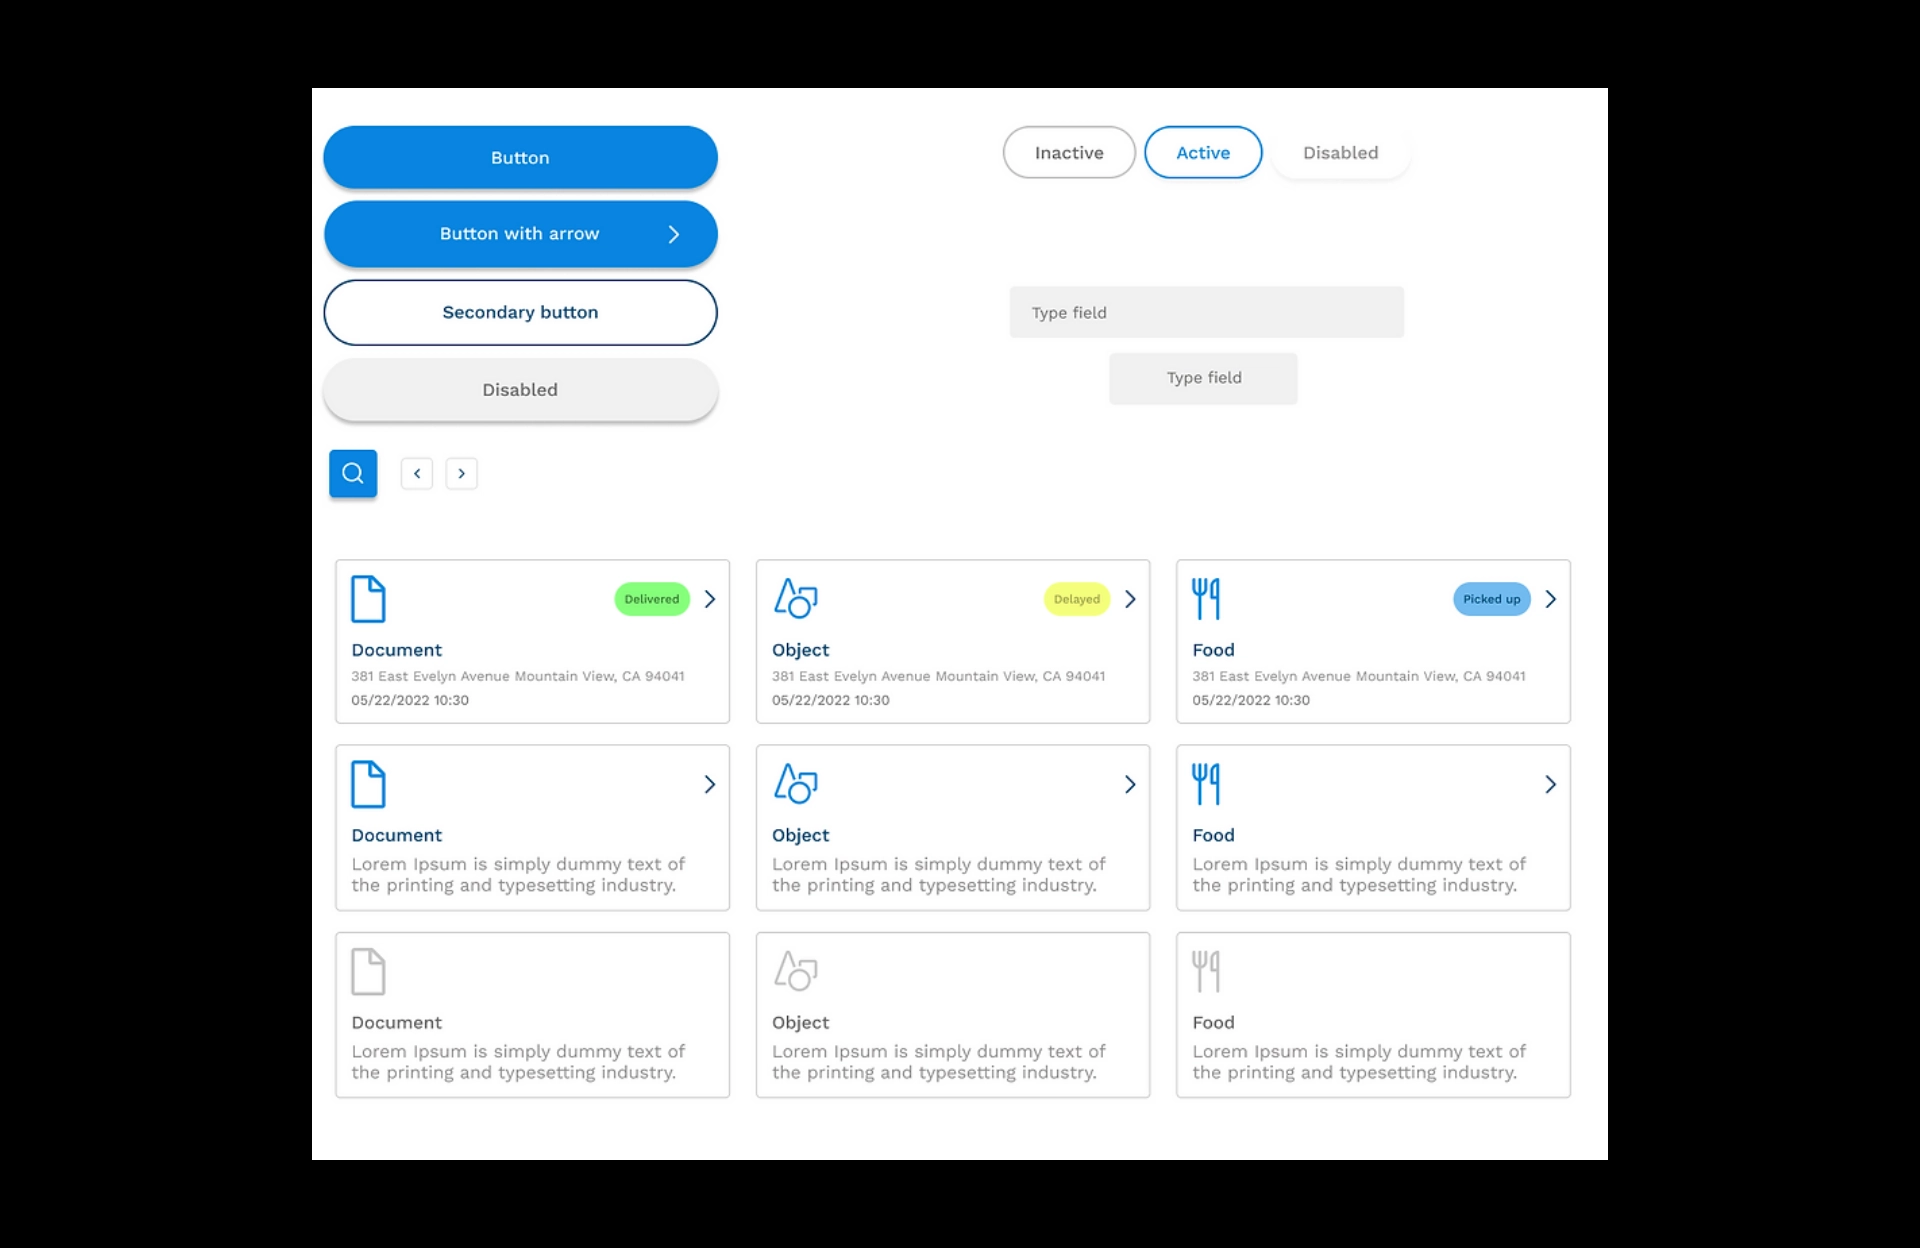 Button
Inactive
Active
Disabled
Button with arrow
Secondary button
Type field
Disabled
Type field
Delivered
Document
381 East Evelyn Avenue Mountain View, CA 94041
05/22/2022 10:30
Delayed
Object
381 East Evelyn Avenue Mountain View, CA 94041
05/22/2022 10:30
Picked up
Food
381 East Evelyn Avenue Mountain View, CA 94041
05/22/2022 10:30
Document
Lorem Ipsum is simply dummy text of
the printing and typesetting industry.
Object
Lorem Ipsum is simply dummy text of
the printing and typesetting industry.
Food
Lorem Ipsum is simply dummy text of
the printing and typesetting industry.
Document
Lorem Ipsum is simply dummy text of
the printing and typesetting industry.
Object
Lorem Ipsum is simply dummy text of
the printing and typesetting industry.
Food
Lorem Ipsum is simply dummy text of
the printing and typesetting industry.